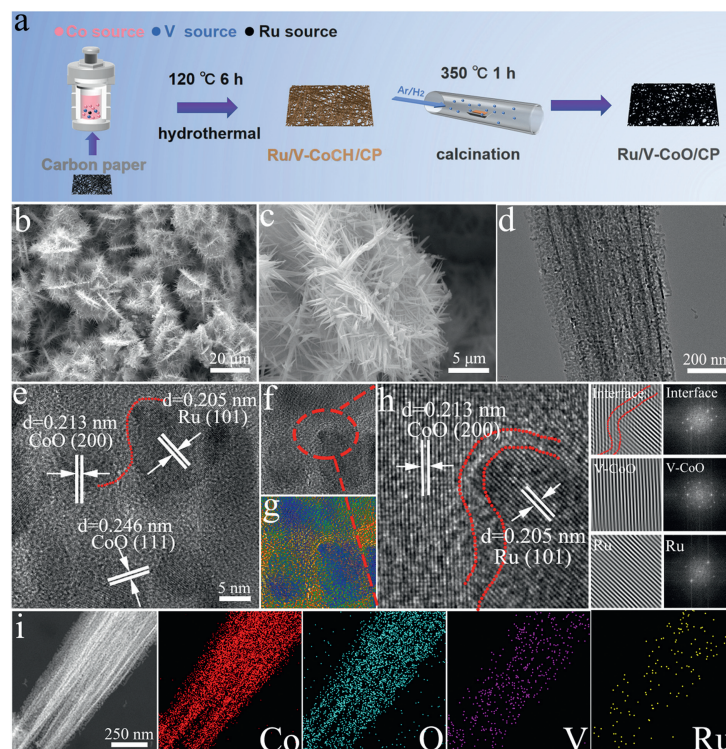 a
Co source V source Ru source
120 ℃ 6 h
350 ℃ 1 h
Ar/H2
hydrothermal
Carbon paper
Ru/V-CoCH/CP
calcination
Ru/V-CoO/CP
b
20 μm
c
5 μm
d
200 nm
e
d=0.213 nm
CoO (200)
d=0.205 nm
Ru (101)
d=0.246 nm
CoO (111)
5 nm
f
g
h
d=0.213 nm
CoO (200)
d=0.205 nm
Ru (101)
Interface
Interface
V-CoO
V-CoO
Ru
Ru
i
250 nm
Co
O
V
Ru